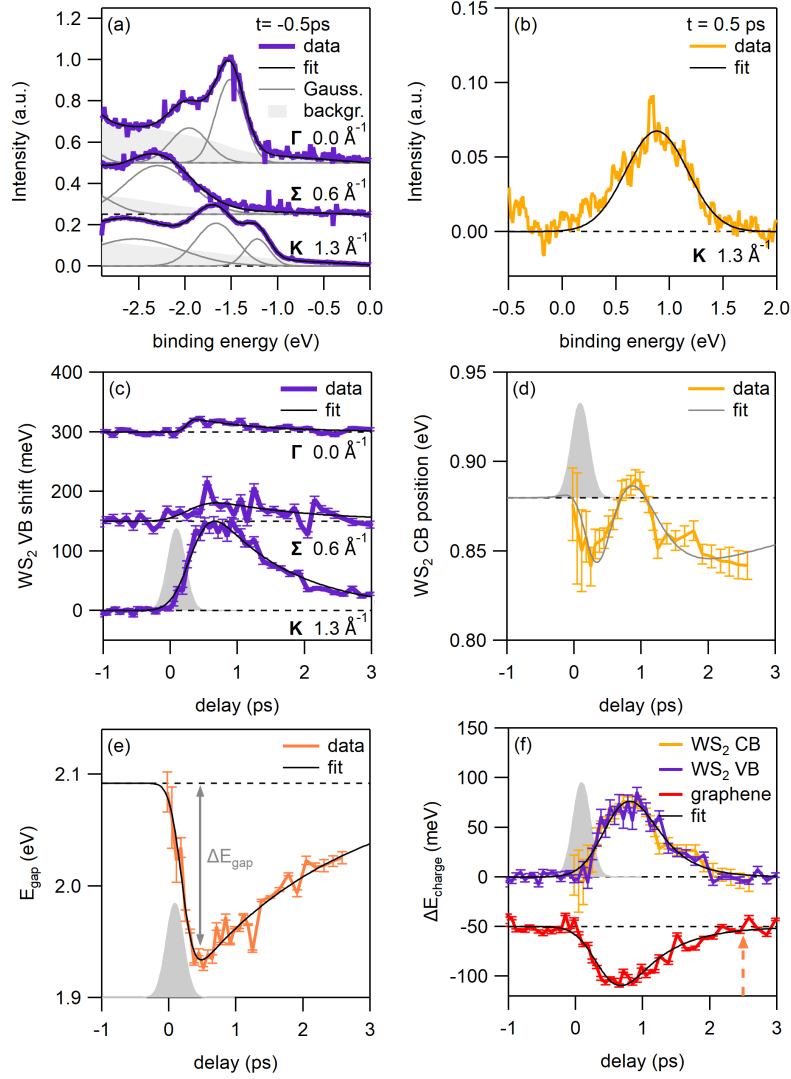 (a)
t= -0.5ps
data
fit
Gauss.
backgr.
Γ 0.0 Å⁻¹
Σ 0.6 Å⁻¹
K 1.3 Å⁻¹
Intensity (a.u.)
1.2
1.0
0.8
0.6
0.4
0.2
0.0
-2.5 -2.0 -1.5 -1.0 -0.5 0.0
binding energy (eV)
(b)
t = 0.5 ps
data
fit
K 1.3 Å⁻¹
Intensity (a.u.)
0.15
0.10
0.05
0.00
-0.5 0.0 0.5 1.0 1.5 2.0
binding energy (eV)
(c)
data
fit
Γ 0.0 Å⁻¹
Σ 0.6 Å⁻¹
K 1.3 Å⁻¹
WS₂ VB shift (meV)
400
300
200
100
0
-1 0 1 2 3
delay (ps)
(d)
data
fit
WS₂ CB position (eV)
0.95
0.90
0.85
0.80
-1 0 1 2 3
delay (ps)
(e)
data
fit
ΔE_gap
E_gap (eV)
2.1
2.0
1.9
-1 0 1 2 3
delay (ps)
(f)
WS₂ CB
WS₂ VB
graphene
fit
ΔE_charge (meV)
150
100
50
0
-50
-100
-1 0 1 2 3
delay (ps)